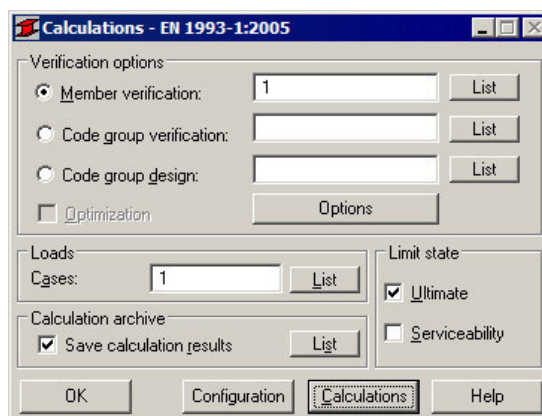 Calculations - EN 1993-1:2005
Verification options
Member verification: 1 List
Code group verification: List
Code group design: List
Optimization Options
Loads
Cases: 1 List
Limit state
Ultimate
Serviceability
Calculation archive
Save calculation results List
OK Configuration Calculations Help